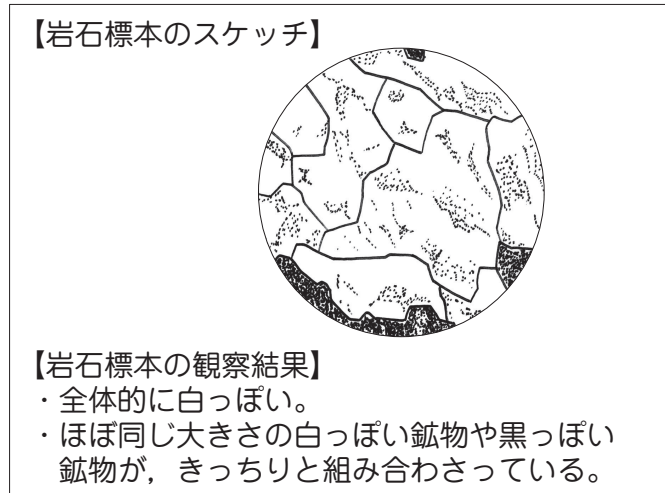 【岩石標本のスケッチ】
【岩石標本の観察結果】
・全体的に白っぽい。
・ほぼ同じ大きさの白っぽい鉱物や黒っぽい
鉱物が，きっちりと組み合わさっている。